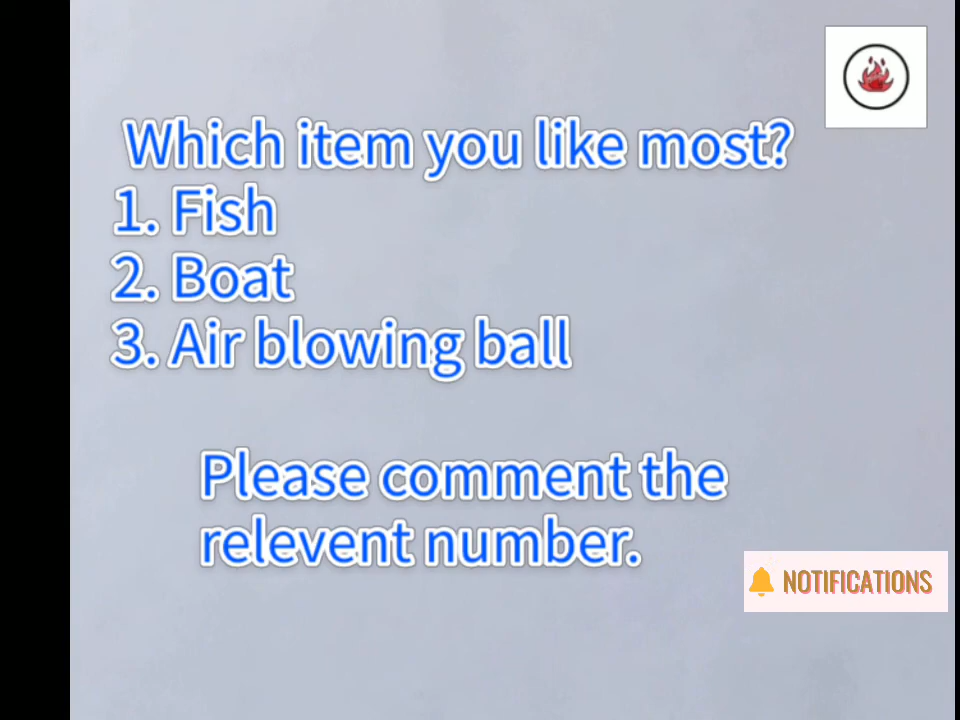 Which item you like most?
1. Fish
2. Boat
3. Air blowing ball
Please comment the
relevent number.
NOTIFICATIONS